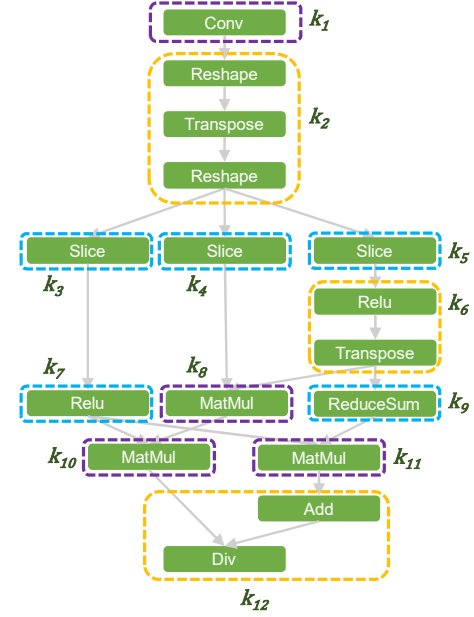 Conv k₁
Reshape
Transpose k₂
Reshape
Slice Slice Slice k₅
k₃ k₄
Relu k₆
Transpose
k₇ k₈
Relu MatMul ReduceSum k₉
k₁₀ MatMul MatMul k₁₁
Add
Div
k₁₂